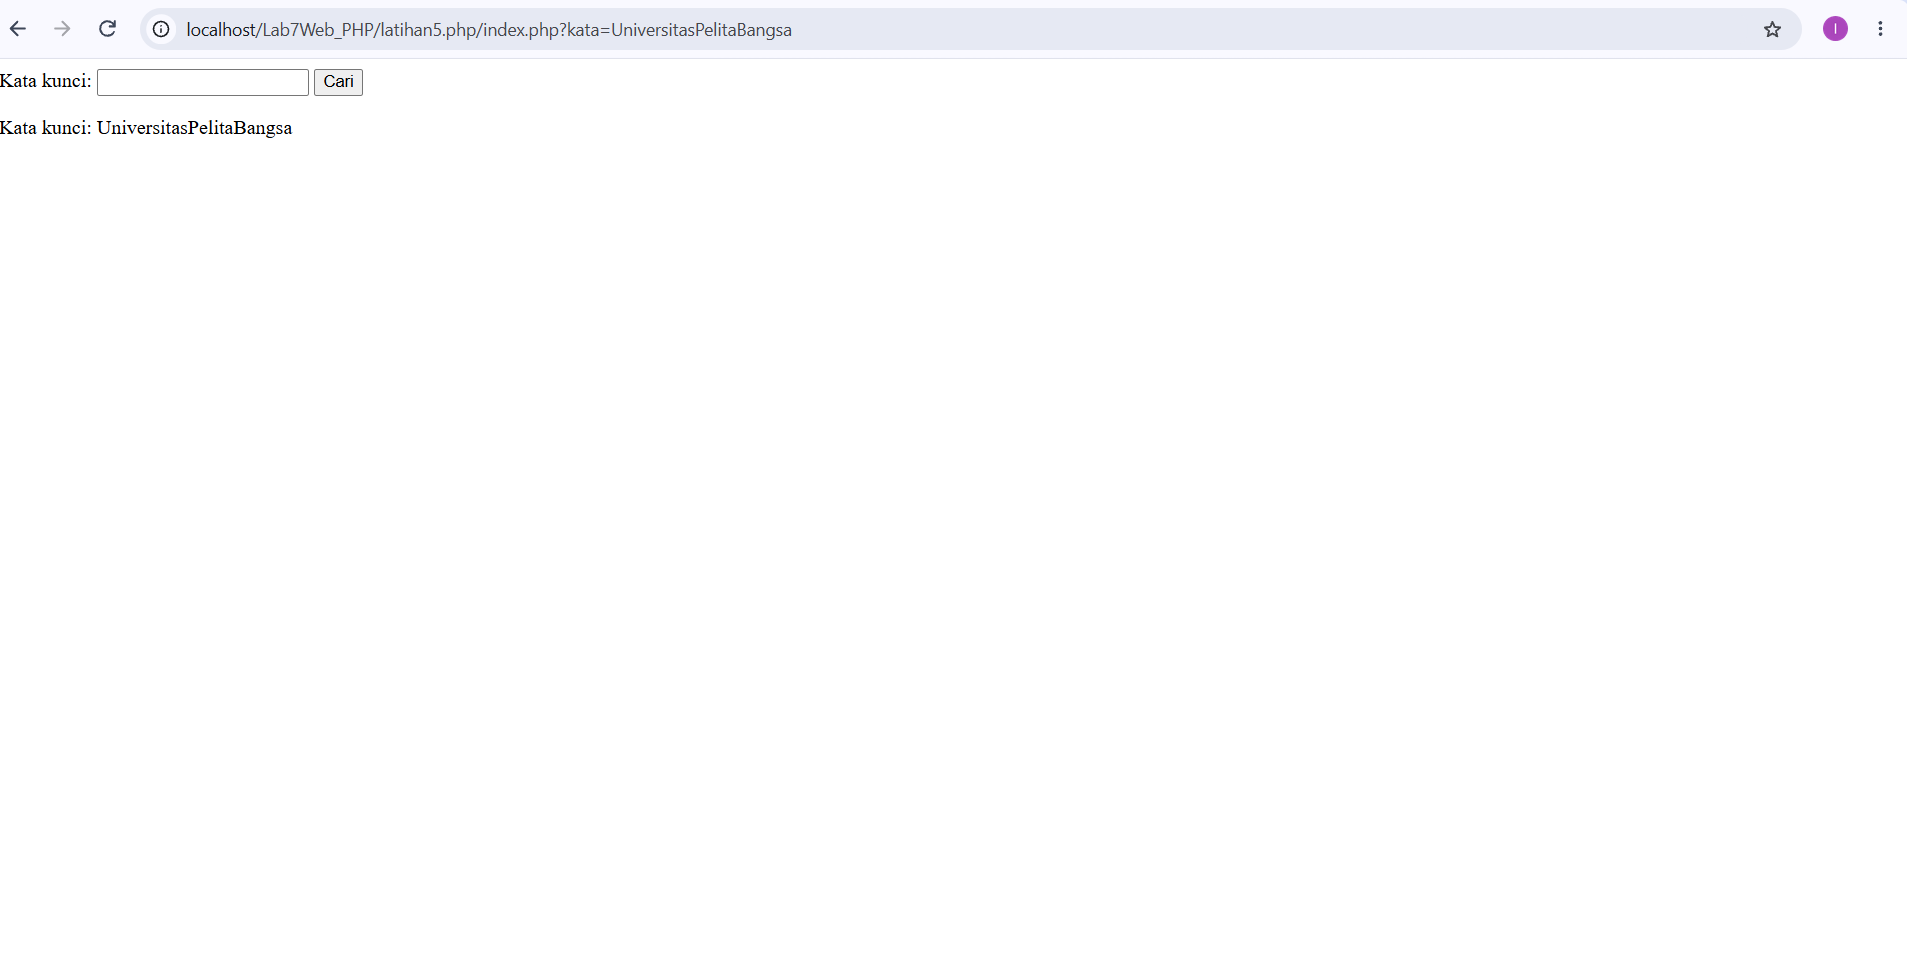 localhost/Lab7Web_PHP/latihan5.php/index.php?kata=UniversitasPelitaBangsa
I
Kata kunci:
Cari
Kata kunci: UniversitasPelitaBangsa